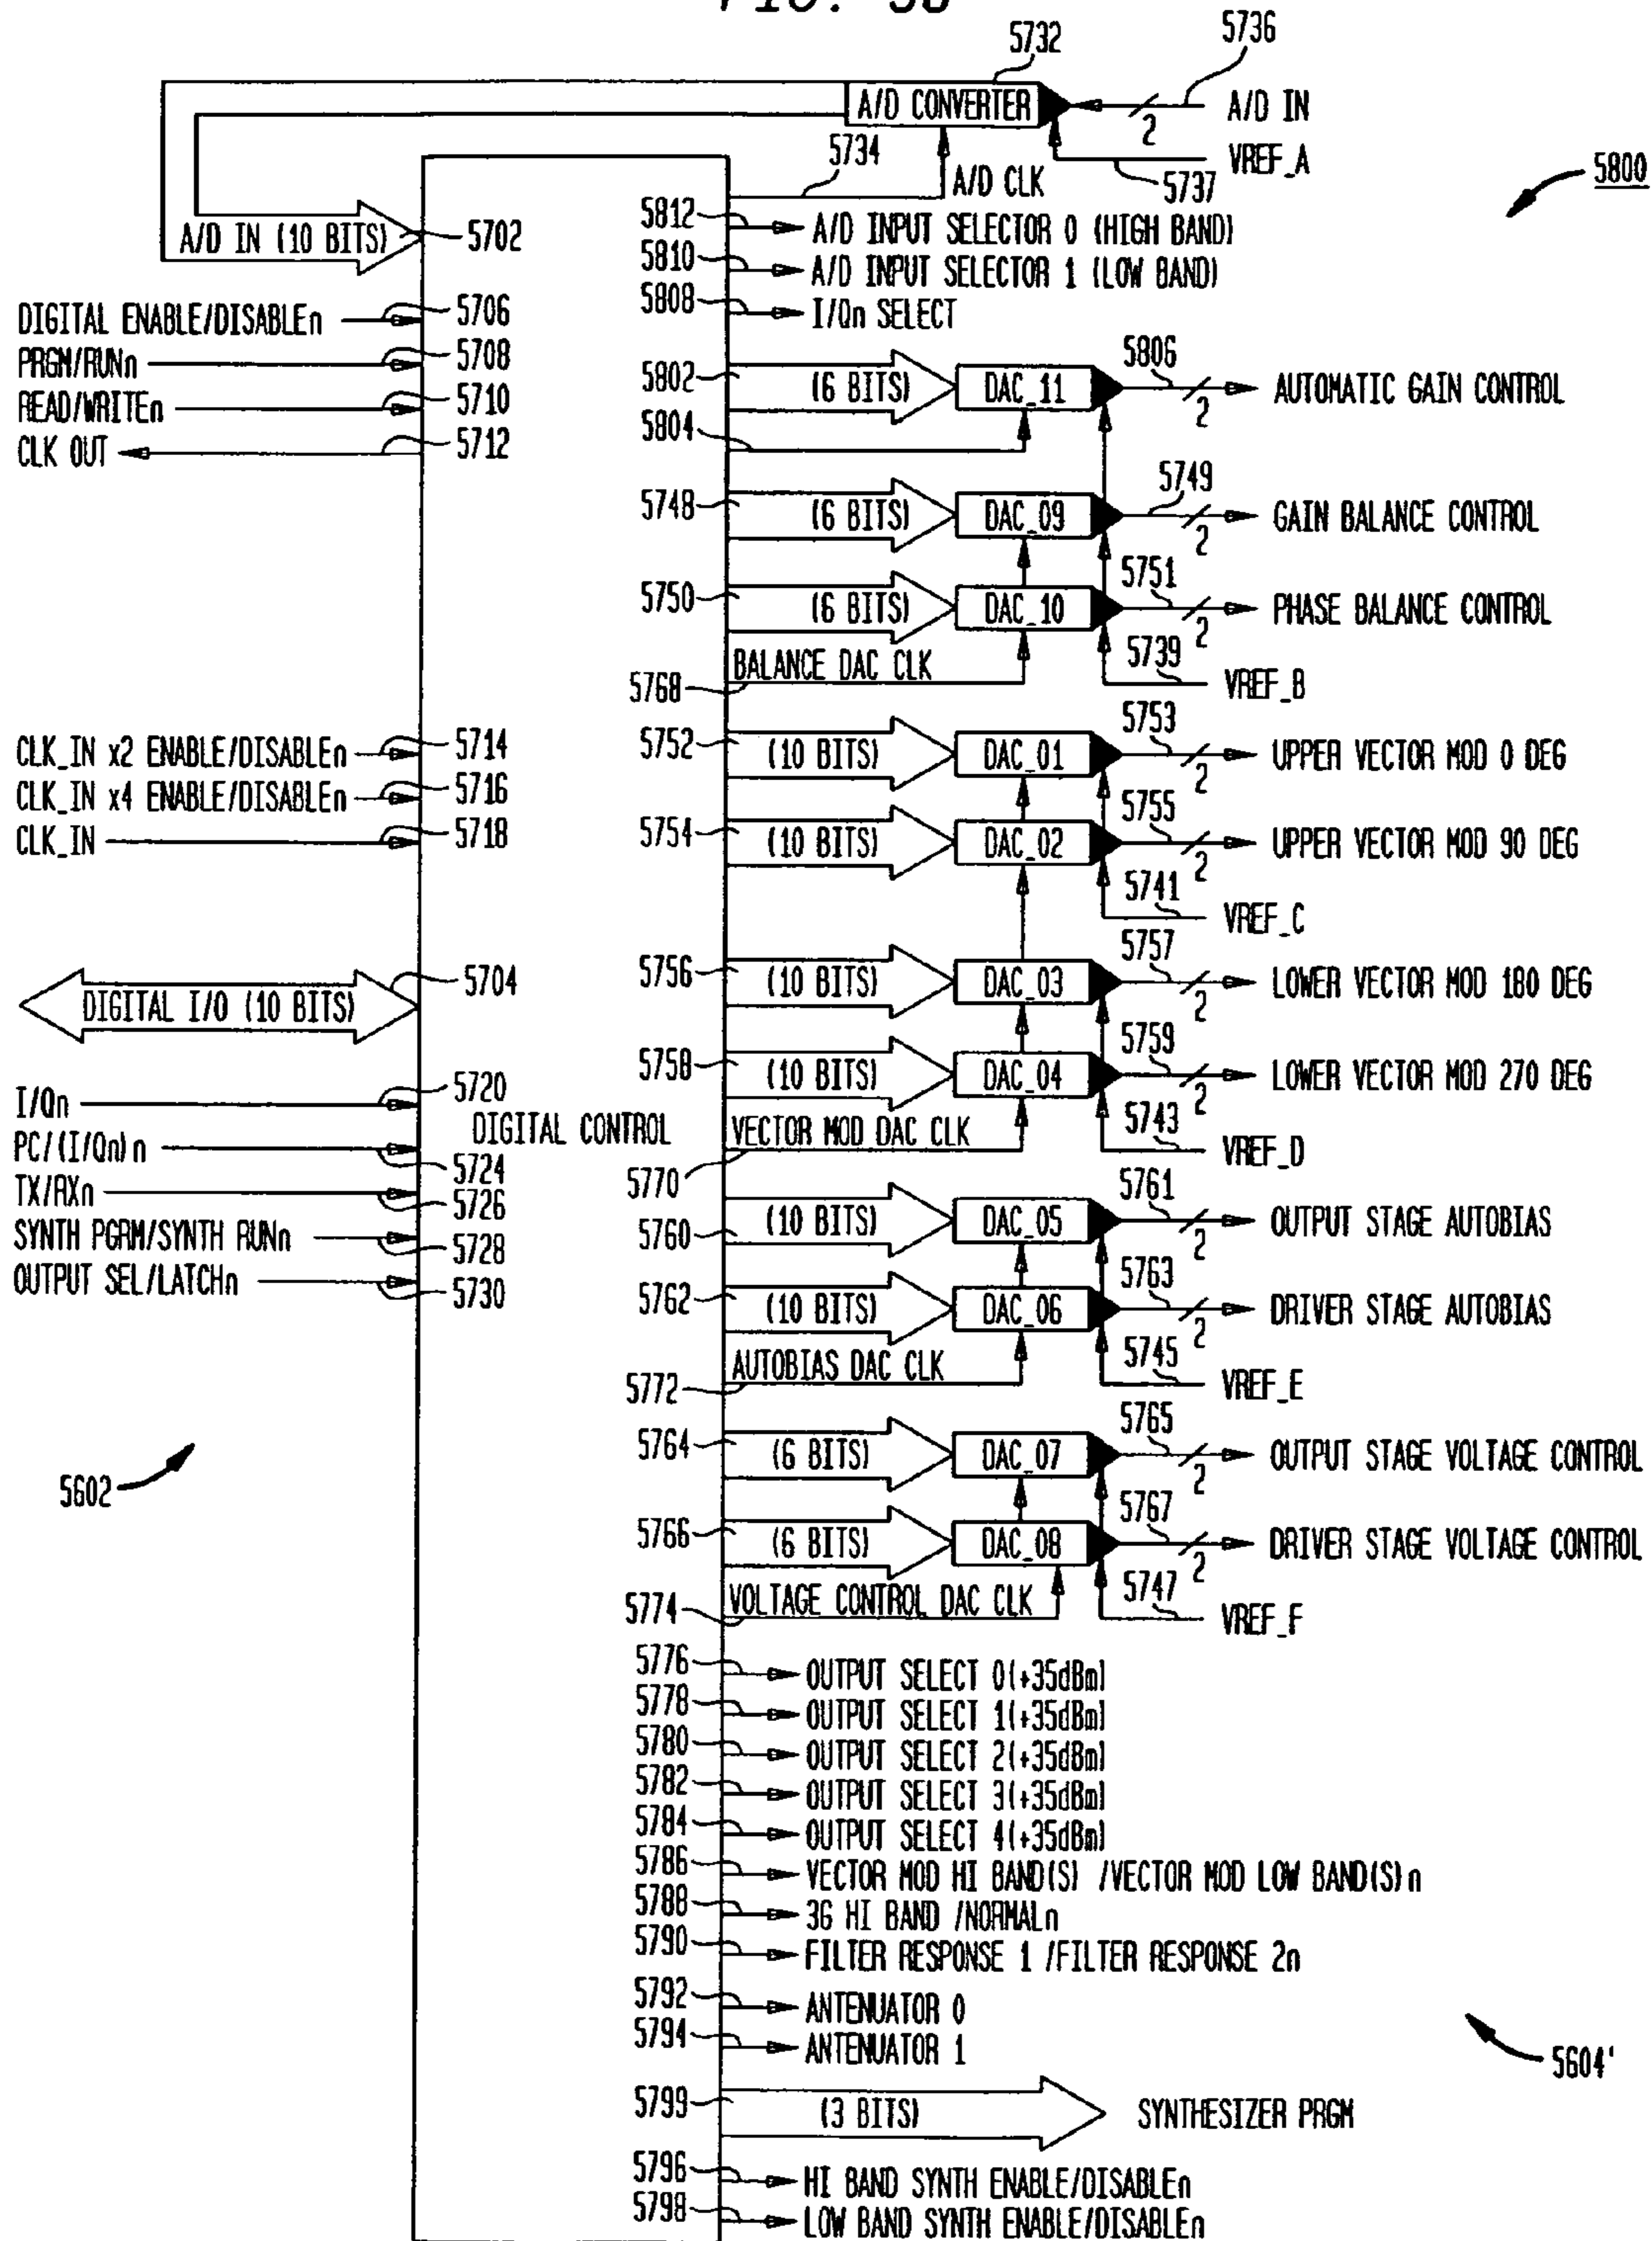 5732
5736
A/D CONVERTER
2
A/D IN
VREF_A
5737
5734
A/D CLK
5800
A/D IN (10 BITS)
5702
5812
A/D INPUT SELECTOR 0 (HIGH BAND)
5810
A/D INPUT SELECTOR 1 (LOW BAND)
5808
I/Qn SELECT
DIGITAL ENABLE/DISABLEn
5706
PRGM/RUNn
5708
READ/WRITEn
5710
CLK OUT
5712
5802
(6 BITS)
DAC_11
5806
2
AUTOMATIC GAIN CONTROL
5804
5748
(6 BITS)
DAC_09
5749
2
GAIN BALANCE CONTROL
5750
(6 BITS)
DAC_10
5751
2
PHASE BALANCE CONTROL
BALANCE DAC CLK
5768
5739
VREF_B
CLK_IN x2 ENABLE/DISABLEn
5714
CLK_IN x4 ENABLE/DISABLEn
5716
CLK_IN
5718
5752
(10 BITS)
DAC_01
5753
2
UPPER VECTOR MOD 0 DEG
5754
(10 BITS)
DAC_02
5755
2
UPPER VECTOR MOD 90 DEG
5741
VREF_C
DIGITAL I/O (10 BITS)
5704
5756
(10 BITS)
DAC_03
5757
2
LOWER VECTOR MOD 180 DEG
5758
(10 BITS)
DAC_04
5759
2
LOWER VECTOR MOD 270 DEG
I/Qn
5720
PC/(I/Qn)n
5724
TX/RXn
5726
SYNTH PGRM/SYNTH RUNn
5728
OUTPUT SEL/LATCHn
5730
DIGITAL CONTROL
VECTOR MOD DAC CLK
5770
5743
VREF_D
5760
(10 BITS)
DAC_05
5761
2
OUTPUT STAGE AUTOBIAS
5762
(10 BITS)
DAC_06
5763
2
DRIVER STAGE AUTOBIAS
AUTOBIAS DAC CLK
5772
5745
VREF_E
5602
5764
(6 BITS)
DAC_07
5765
2
OUTPUT STAGE VOLTAGE CONTROL
5766
(6 BITS)
DAC_08
5767
2
DRIVER STAGE VOLTAGE CONTROL
VOLTAGE CONTROL DAC CLK
5774
5747
VREF_F
5776
OUTPUT SELECT 0(+35dBm)
5778
OUTPUT SELECT 1(+35dBm)
5780
OUTPUT SELECT 2(+35dBm)
5782
OUTPUT SELECT 3(+35dBm)
5784
OUTPUT SELECT 4(+35dBm)
5786
VECTOR MOD HI BAND(S) /VECTOR MOD LOW BAND(S)n
5788
3G HI BAND /NORMALn
5790
FILTER RESPONSE 1 /FILTER RESPONSE 2n
5792
ANTENUATOR 0
5794
ANTENUATOR 1
5604'
5799
(3 BITS)
SYNTHESIZER PRGM
5796
HI BAND SYNTH ENABLE/DISABLEn
5798
LOW BAND SYNTH ENABLE/DISABLEn